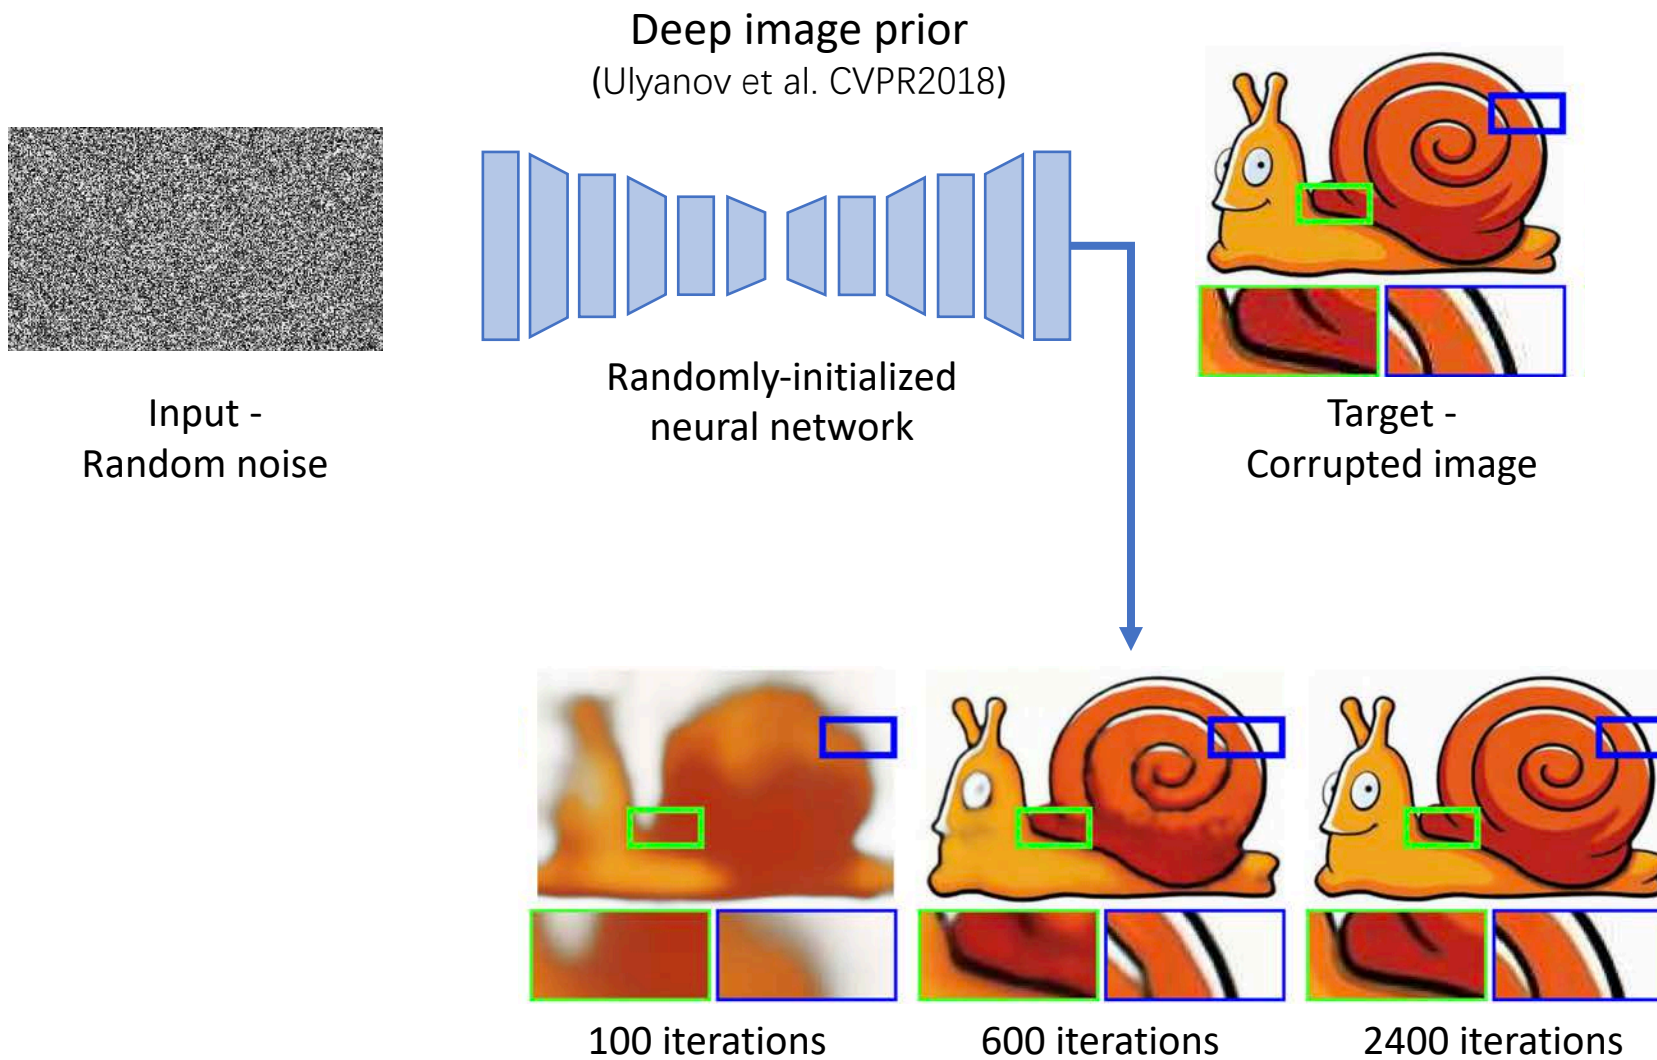 Deep image prior
(Ulyanov et al. CVPR2018)
Input -
Random noise
Randomly-initialized
neural network
Target -
Corrupted image
100 iterations
600 iterations
2400 iterations